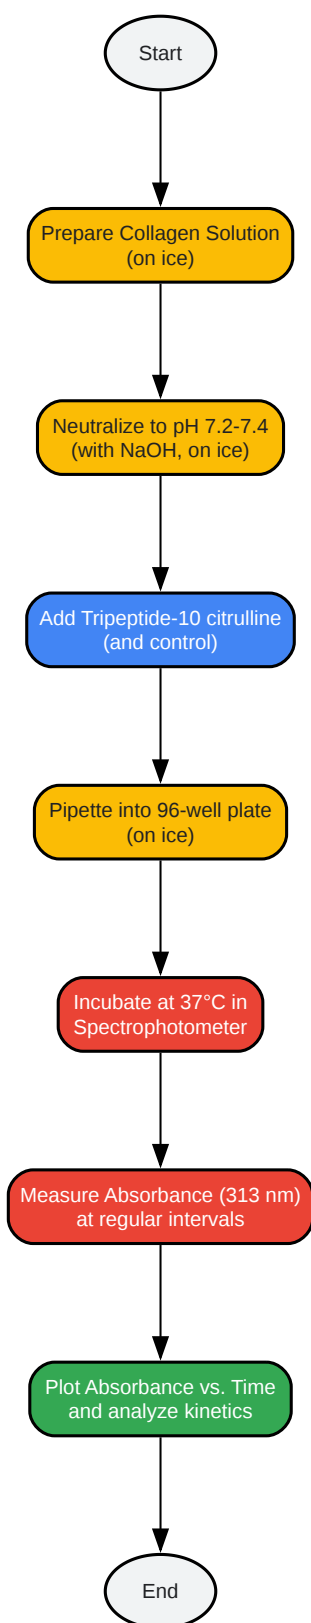 Start
Prepare Collagen Solution
(on ice)
Neutralize to pH 7.2-7.4
(with NaOH, on ice)
Add Tripeptide-10 citrulline
(and control)
Pipette into 96-well plate
(on ice)
Incubate at 37°C in
Spectrophotometer
Measure Absorbance (313 nm)
at regular intervals
Plot Absorbance vs. Time
and analyze kinetics
End